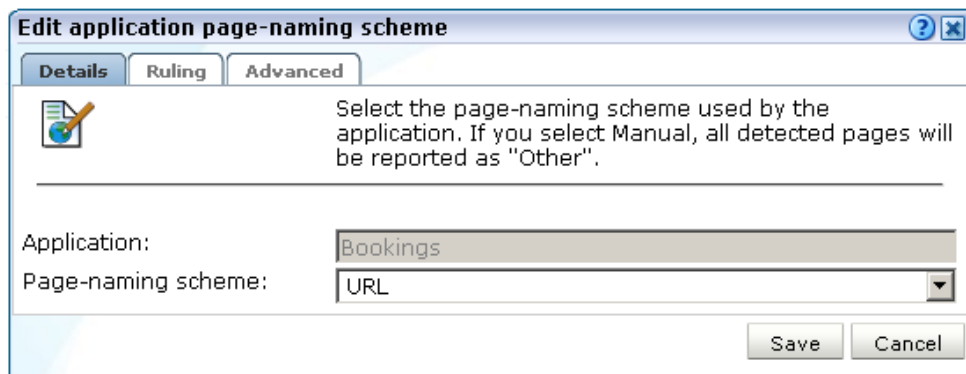 Edit application page-naming scheme
?
Details Ruling Advanced
Select the page-naming scheme used by the
application. If you select Manual, all detected pages will
be reported as "Other".
Application: Bookings
Page-naming scheme: URL
Save Cancel